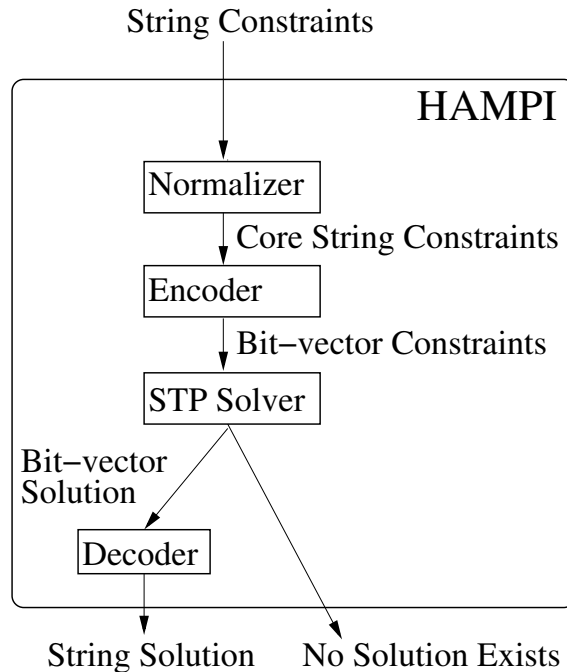 String Constraints
HAMPI
Normalizer
Core String Constraints
Encoder
Bit−vector Constraints
STP Solver
Bit−vector
Solution
Decoder
String Solution
No Solution Exists